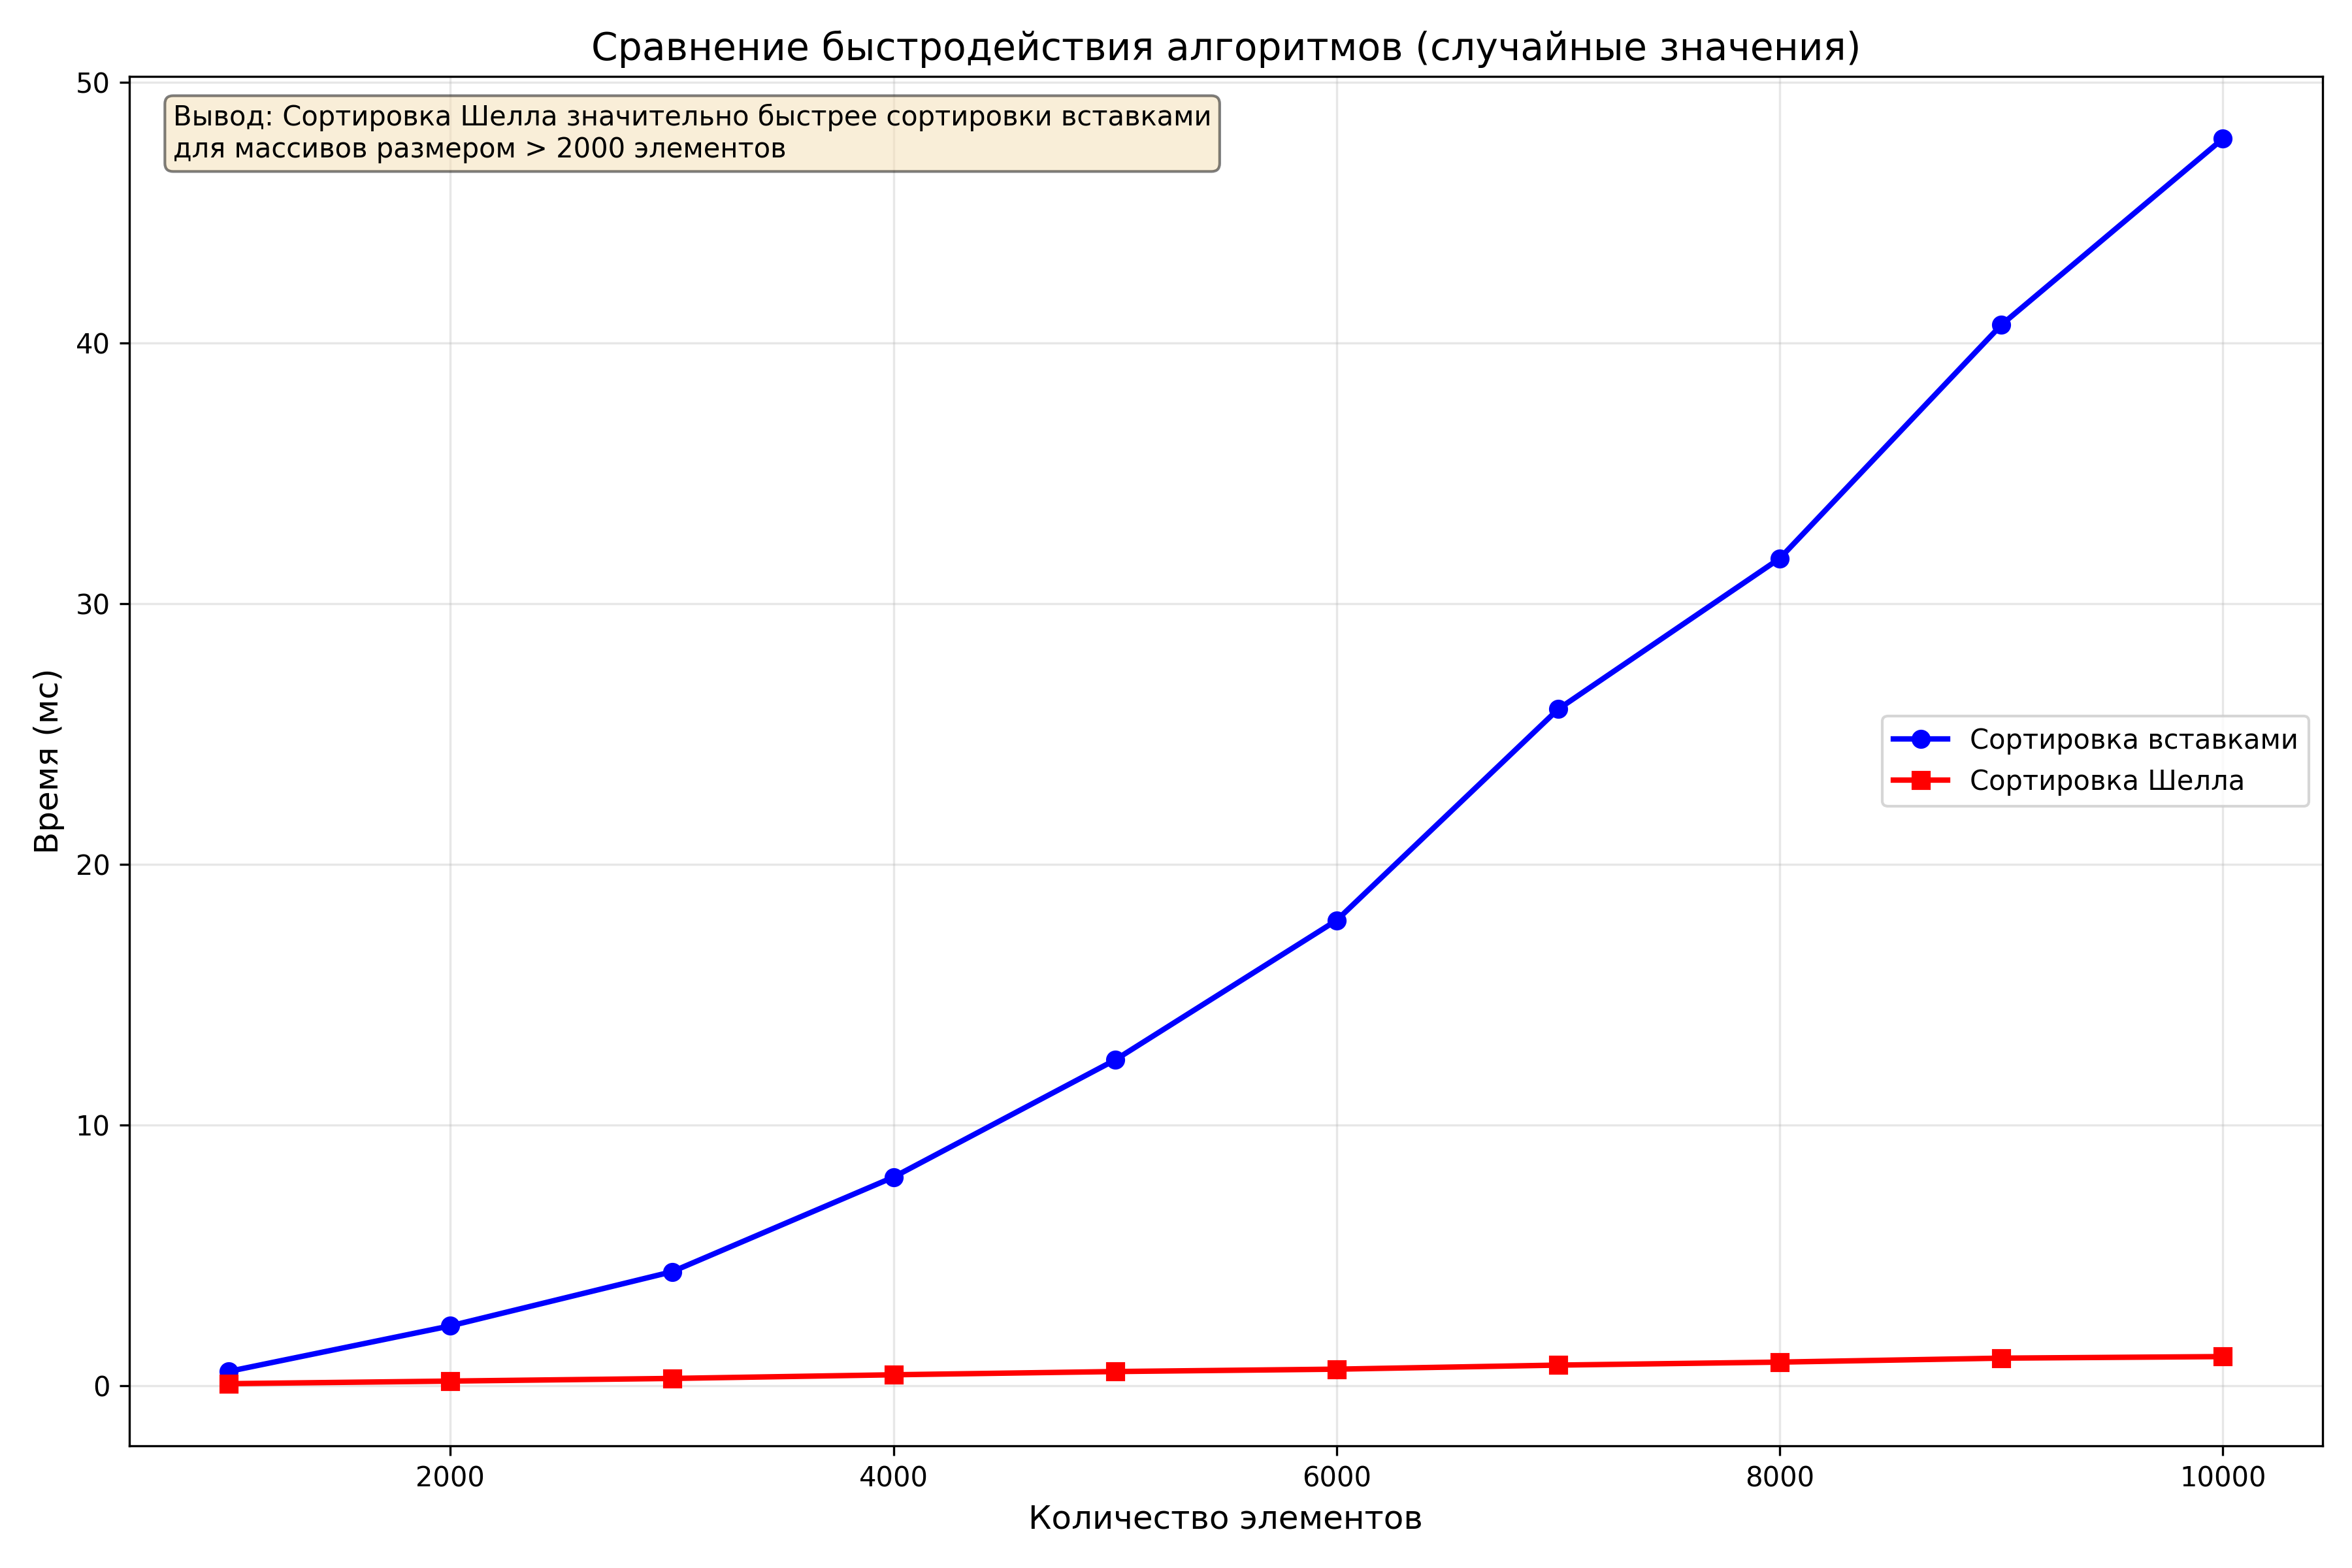 Сравнение быстродействия алгоритмов (случайные значения)
50
Вывод: Сортировка Шелла значительно быстрее сортировки вставками
для массивов размером > 2000 элементов
40
30
Время (мс)
Сортировка вставками
Сортировка Шелла
20
10
0
2000
4000
6000
8000
10000
Количество элементов